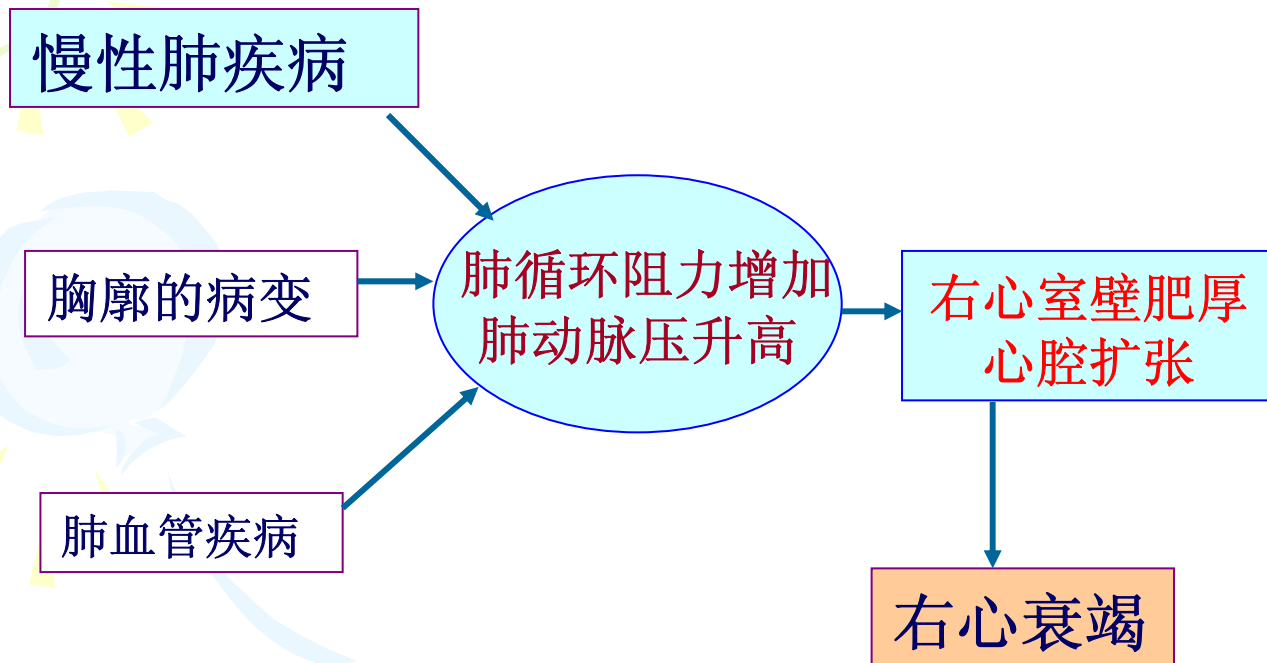 慢性肺疾病
胸廓的病变
肺血管疾病
肺循环阻力增加
肺动脉压升高
右心室壁肥厚
心腔扩张
右心衰竭